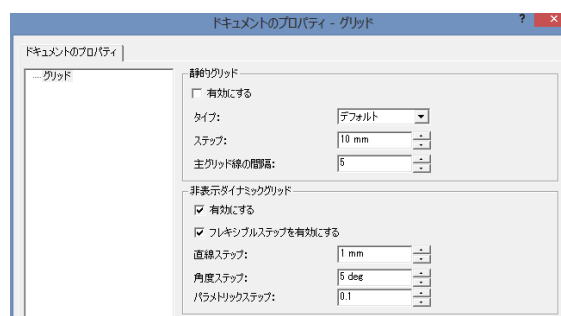 ドキュメントのプロパティ - グリッド
ドキュメントのプロパティ
グリッド
静的グリッド
有効にする
タイプ: デフォルト
ステップ: 10 mm
主グリッド線の間隔: 5
非表示ダイナミックグリッド
有効にする
フレキシブルステップを有効にする
直線ステップ: 1 mm
角度ステップ: 5 deg
パラメトリックステップ: 0.1